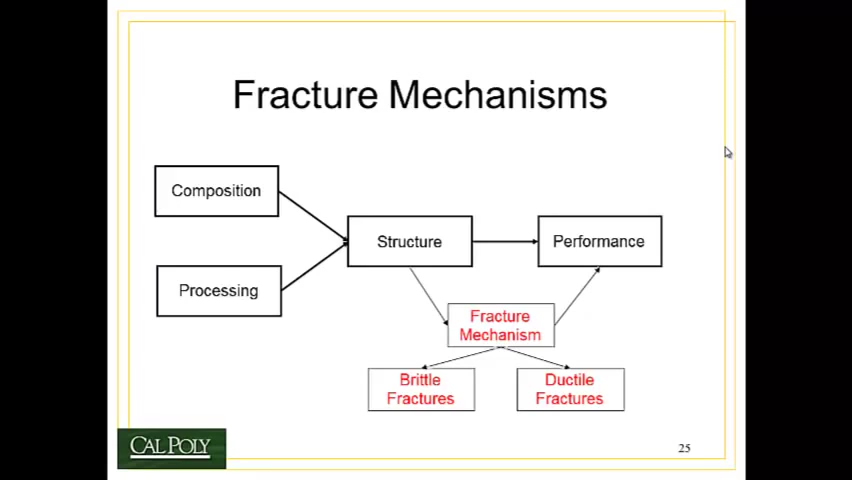 Fracture Mechanisms
Composition
Structure
Performance
Processing
Fracture
Mechanism
Brittle
Fractures
Ductile
Fractures
CAL POLY
25